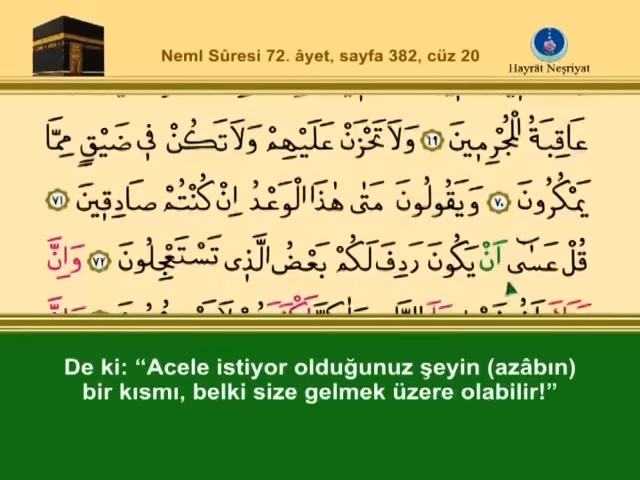 Neml Sûresi 72. âyet, sayfa 382, cüz 20
Hayrât Neşriyat
عَاقِبَةُ الْمُجْرِمٖينَ ﴿٦٩﴾ وَلَا تَحْزَنْ عَلَيْهِمْ وَلَا تَكُنْ فٖى ضَيْقٍ مِمَّا
يَمْكُرُونَ ﴿٧٠﴾ وَيَقُولُونَ مَتٰى هٰذَا الْوَعْدُ اِنْ كُنْتُمْ صَادِقٖينَ ﴿٧١﴾
قُلْ عَسٰٓى اَنْ يَكُونَ رَدِفَ لَكُمْ بَعْضُ الَّذٖى تَسْتَعْجِلُونَ ﴿٧٢﴾ وَاِنَّ
De ki: “Acele istiyor olduğunuz şeyin (azâbın)
bir kısmı, belki size gelmek üzere olabilir!”